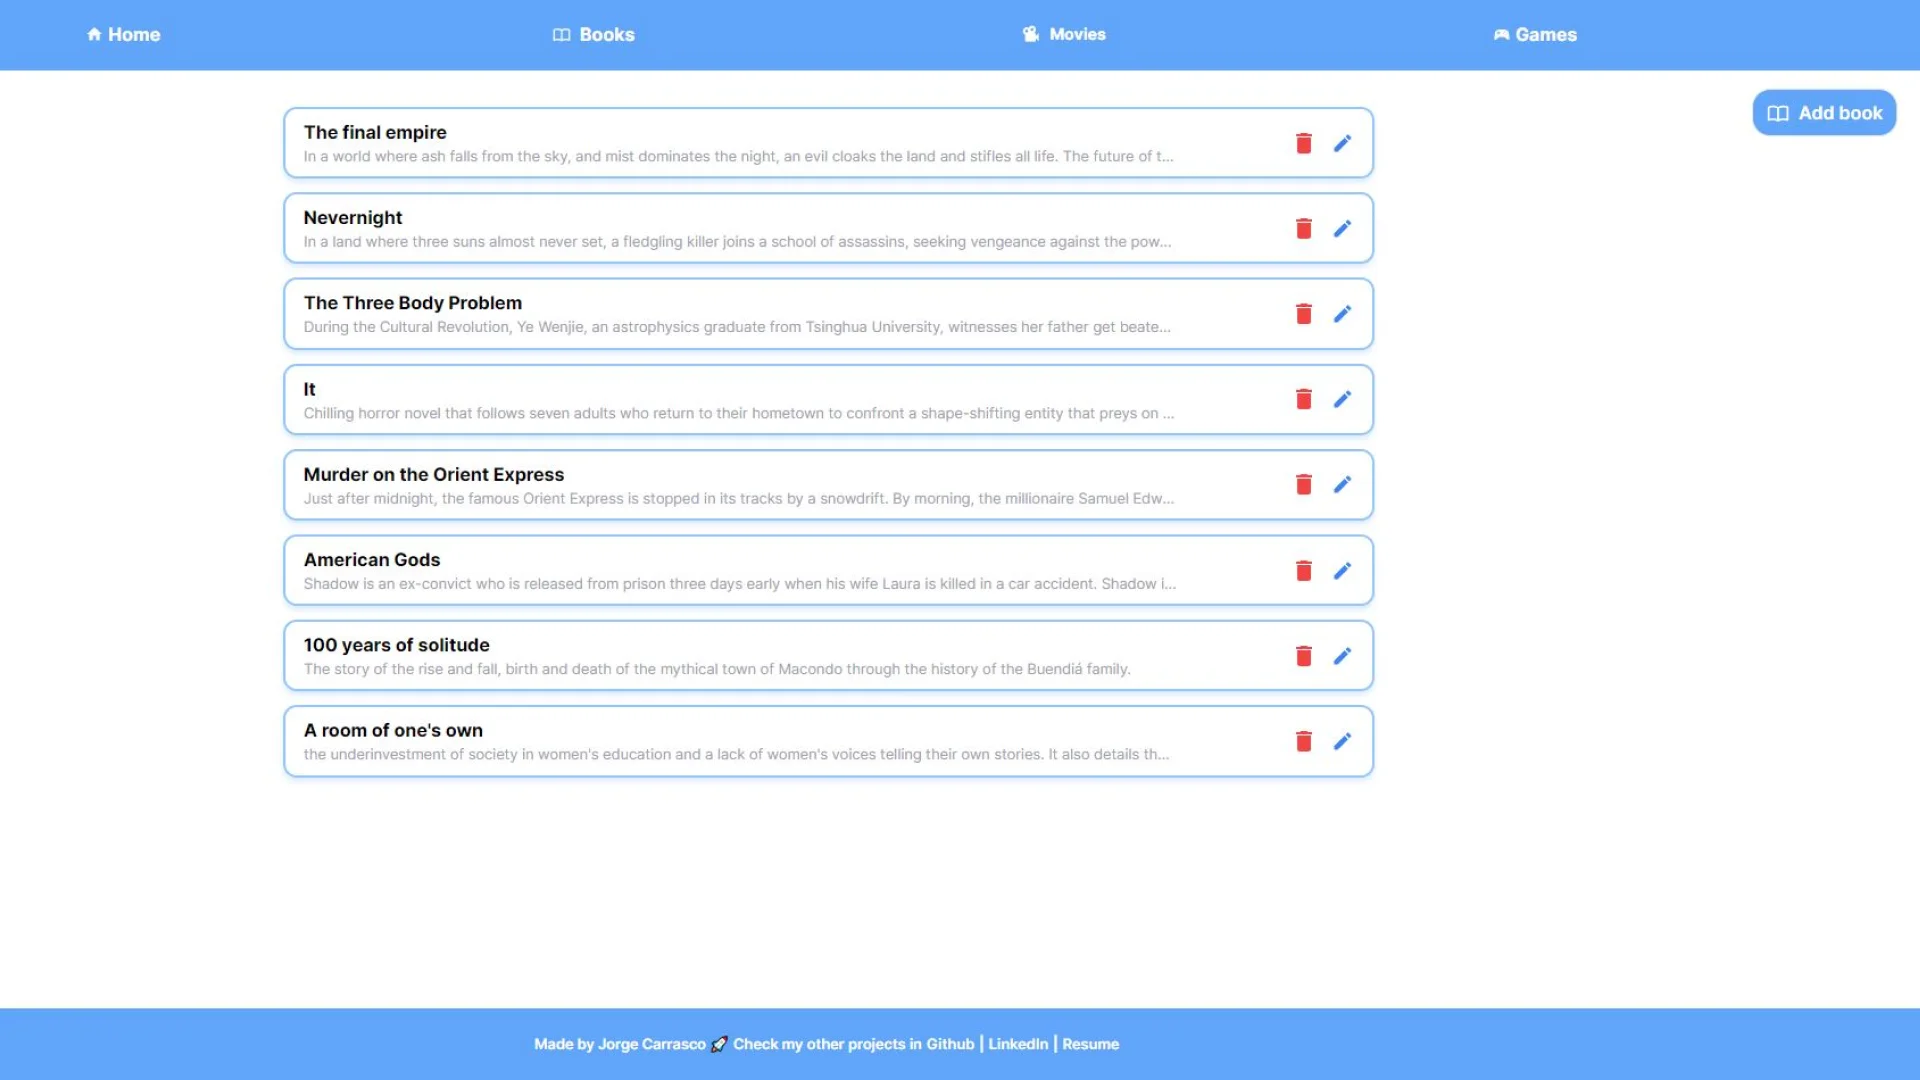 Home Books Movies Games
Add book
The final empire
In a world where ash falls from the sky, and mist dominates the night, an evil cloaks the land and stifles all life. The future of t...
Nevernight
In a land where three suns almost never set, a fledgling killer joins a school of assassins, seeking vengeance against the pow...
The Three Body Problem
During the Cultural Revolution, Ye Wenjie, an astrophysics graduate from Tsinghua University, witnesses her father get beate...
It
Chilling horror novel that follows seven adults who return to their hometown to confront a shape-shifting entity that preys on ...
Murder on the Orient Express
Just after midnight, the famous Orient Express is stopped in its tracks by a snowdrift. By morning, the millionaire Samuel Edw...
American Gods
Shadow is an ex-convict who is released from prison three days early when his wife Laura is killed in a car accident. Shadow i...
100 years of solitude
The story of the rise and fall, birth and death of the mythical town of Macondo through the history of the Buendiá family.
A room of one's own
the underinvestment of society in women's education and a lack of women's voices telling their own stories. It also details th...
Made by Jorge Carrasco 🚀 Check my other projects in Github | LinkedIn | Resume